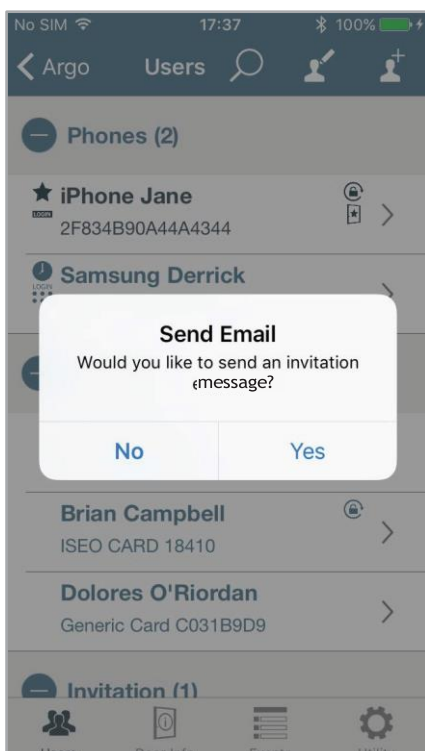 No SIM 17:37 100%
Argo Users
Phones (2)
iPhone Jane
LOGIN
2F834B90A44A4344
Samsung Derrick
LOGIN
Send Email
Would you like to send an invitation
message?
No Yes
Brian Campbell
ISEO CARD 18410
Dolores O'Riordan
Generic Card C031B9D9
Invitation (1)